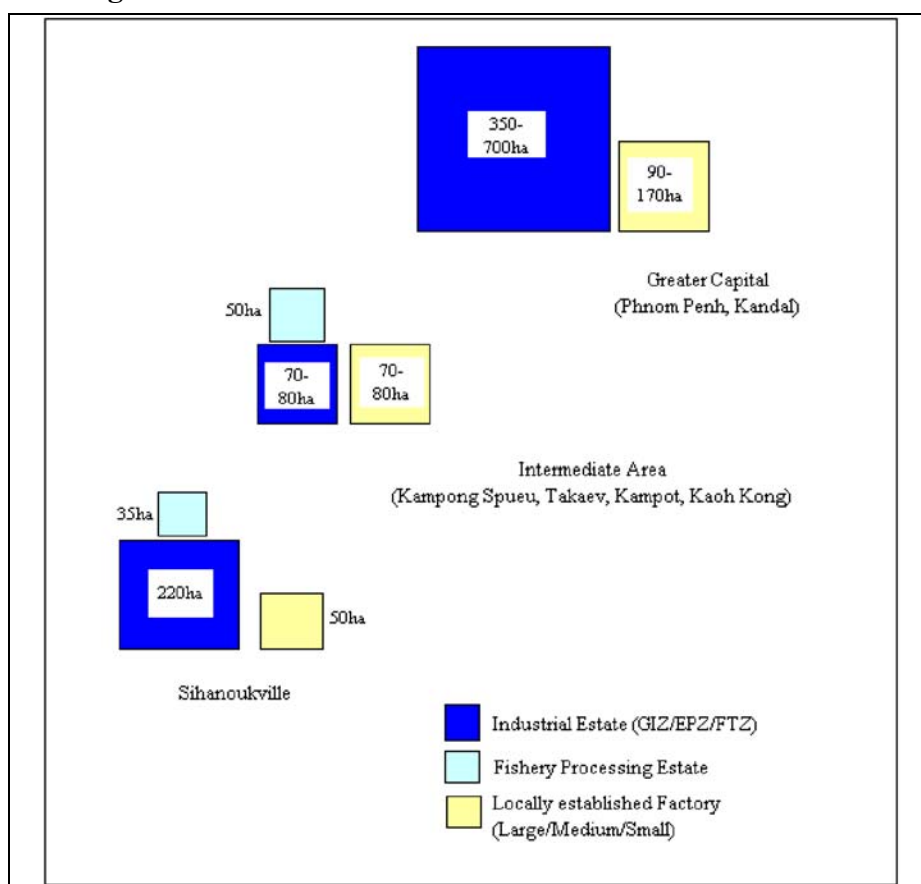 350-
700ha
90-
170ha
Greater Capital
(Phnom Penh, Kandal)
50ha
70-
80ha
70-
80ha
Intermediate Area
(Kampong Spueu, Takaev, Kampot, Kaoh Kong)
35ha
220ha
50ha
Sihanoukville
Industrial Estate (GIZ/EPZ/FTZ)
Fishery Processing Estate
Locally established Factory
(Large/Medium/Small)